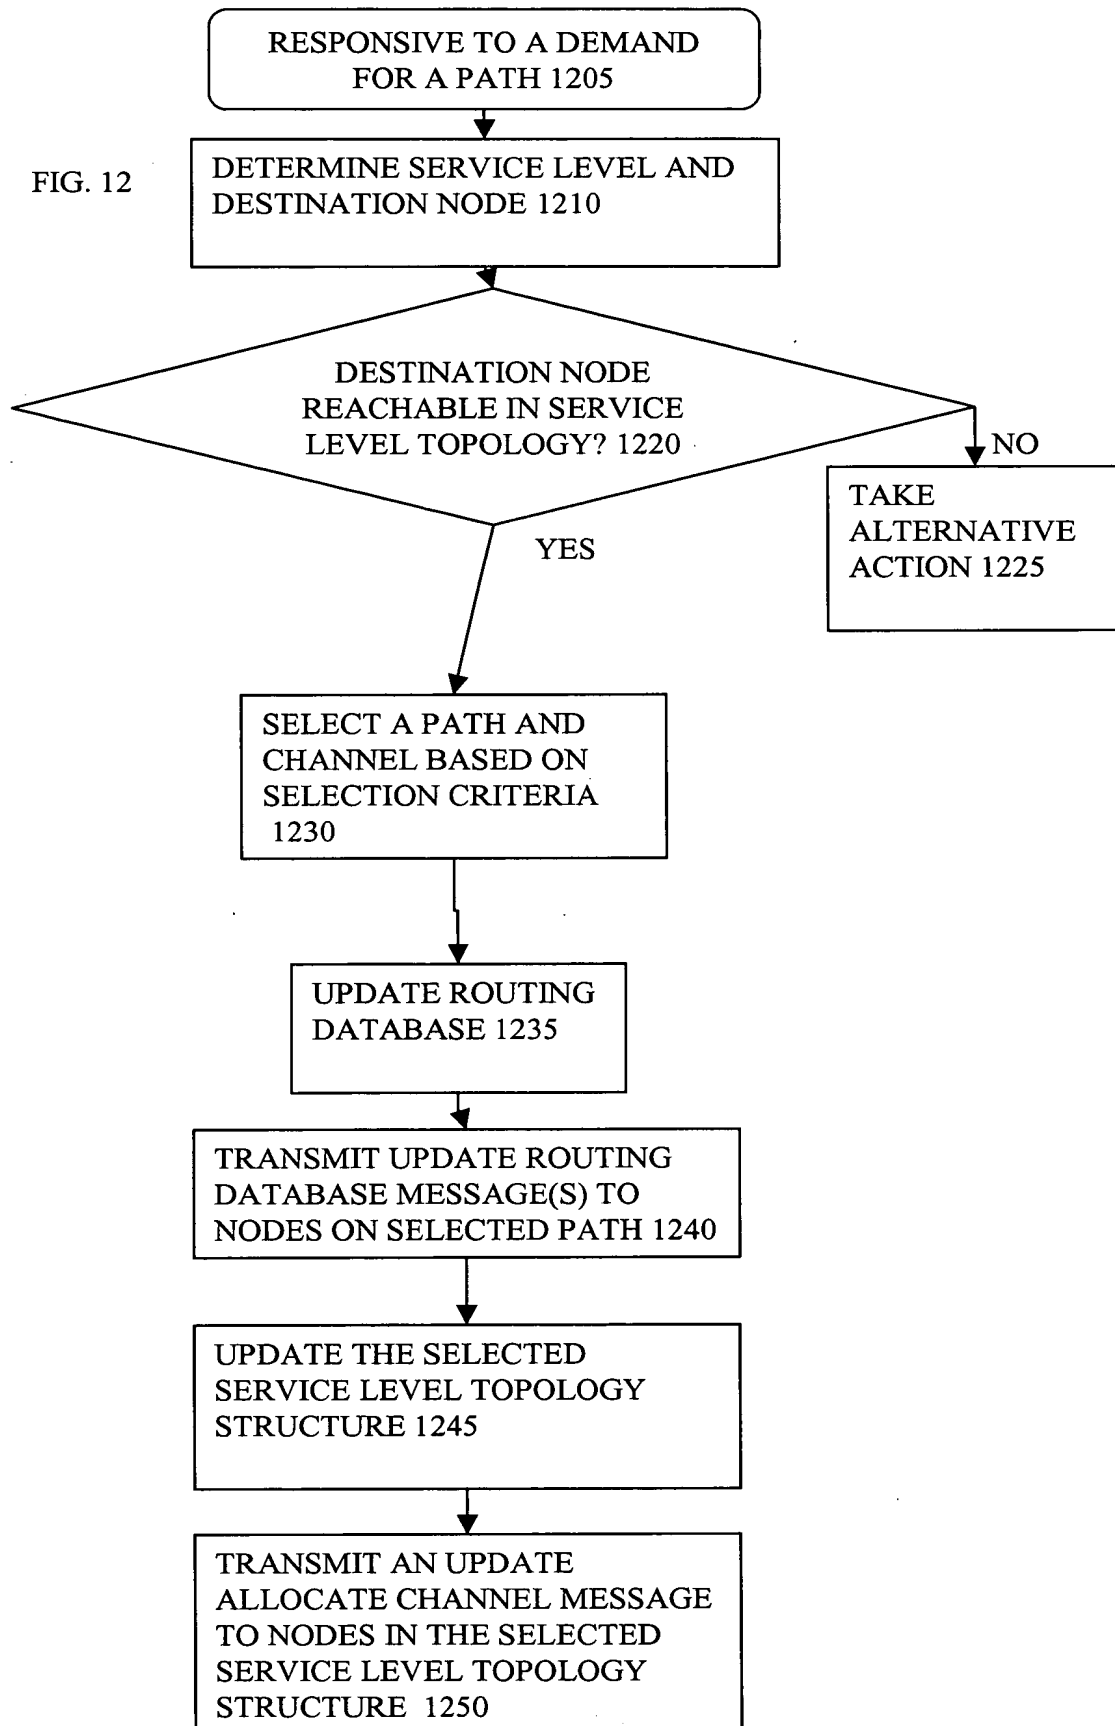 RESPONSIVE TO A DEMAND
FOR A PATH 1205
FIG. 12
DETERMINE SERVICE LEVEL AND
DESTINATION NODE 1210
DESTINATION NODE
REACHABLE IN SERVICE
LEVEL TOPOLOGY? 1220
NO
TAKE
ALTERNATIVE
ACTION 1225
YES
SELECT A PATH AND
CHANNEL BASED ON
SELECTION CRITERIA
1230
UPDATE ROUTING
DATABASE 1235
TRANSMIT UPDATE ROUTING
DATABASE MESSAGE(S) TO
NODES ON SELECTED PATH 1240
UPDATE THE SELECTED
SERVICE LEVEL TOPOLOGY
STRUCTURE 1245
TRANSMIT AN UPDATE
ALLOCATE CHANNEL MESSAGE
TO NODES IN THE SELECTED
SERVICE LEVEL TOPOLOGY
STRUCTURE 1250